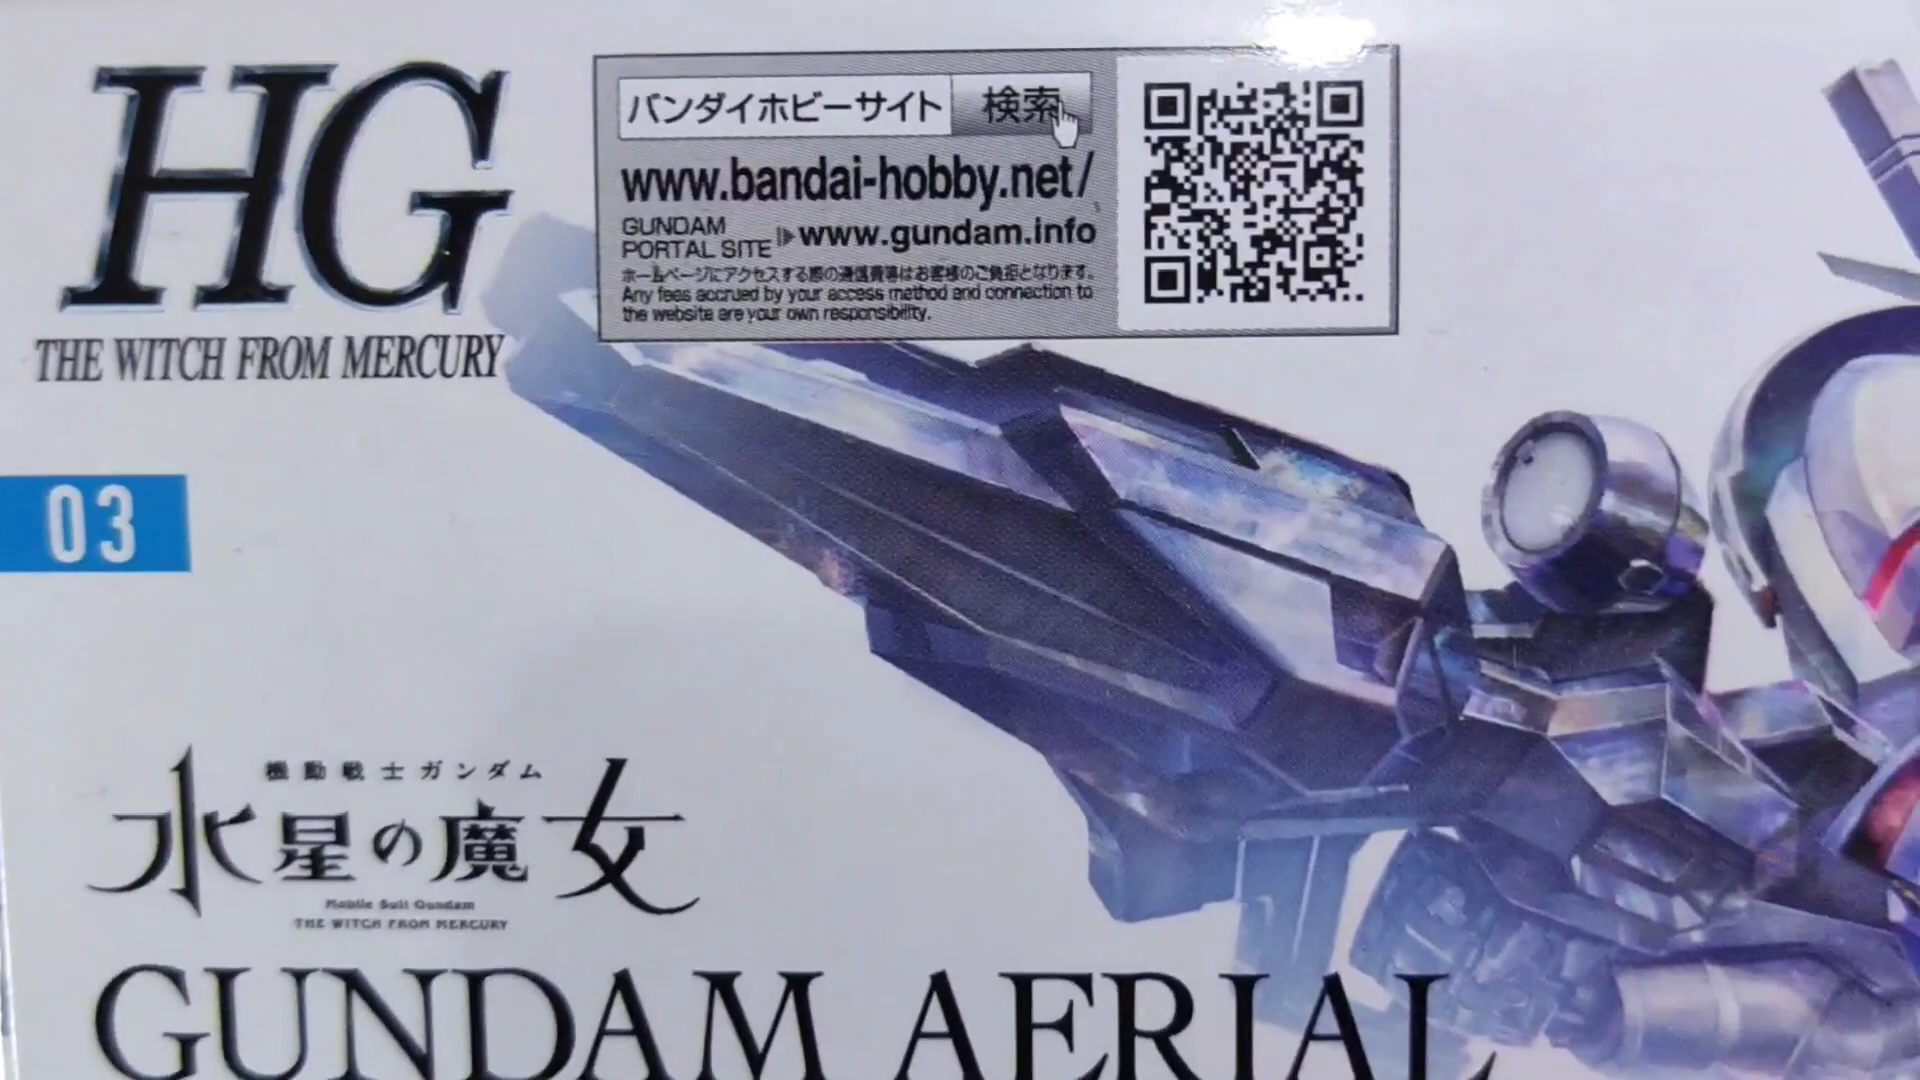 HG
THE WITCH FROM MERCURY
バンダイホビーサイト 検索
www.bandai-hobby.net/
GUNDAM
PORTAL SITE
www.gundam.info
ホームページにアクセスする際の通信費等はお客様のご負担となります。
Any fees accrued by your access method and connection to
the website are your own responsibility.
03
機動戦士ガンダム
水星の魔女
Mobile Suit Gundam
THE WITCH FROM MERCURY
GUNDAM AERIAL